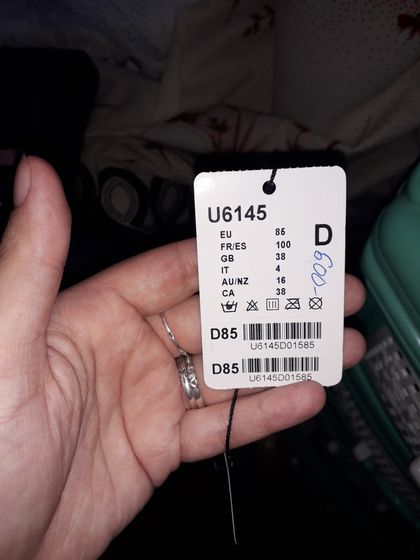 U6145
EU 85
FR/ES 100
GB 38
IT 4
AU/NZ 16
CA 38
D
600-
D85
U6145D01585
D85
U6145D01585